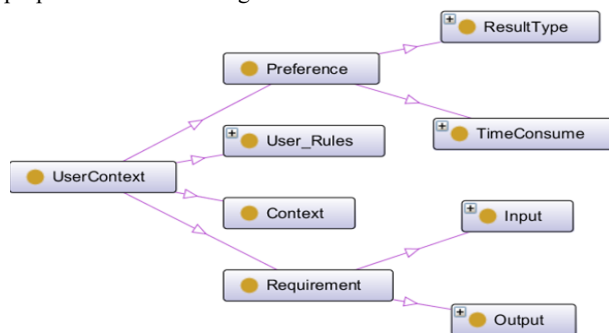 ResultType
Preference
TimeConsume
User_Rules
UserContext
Context
Input
Requirement
Output